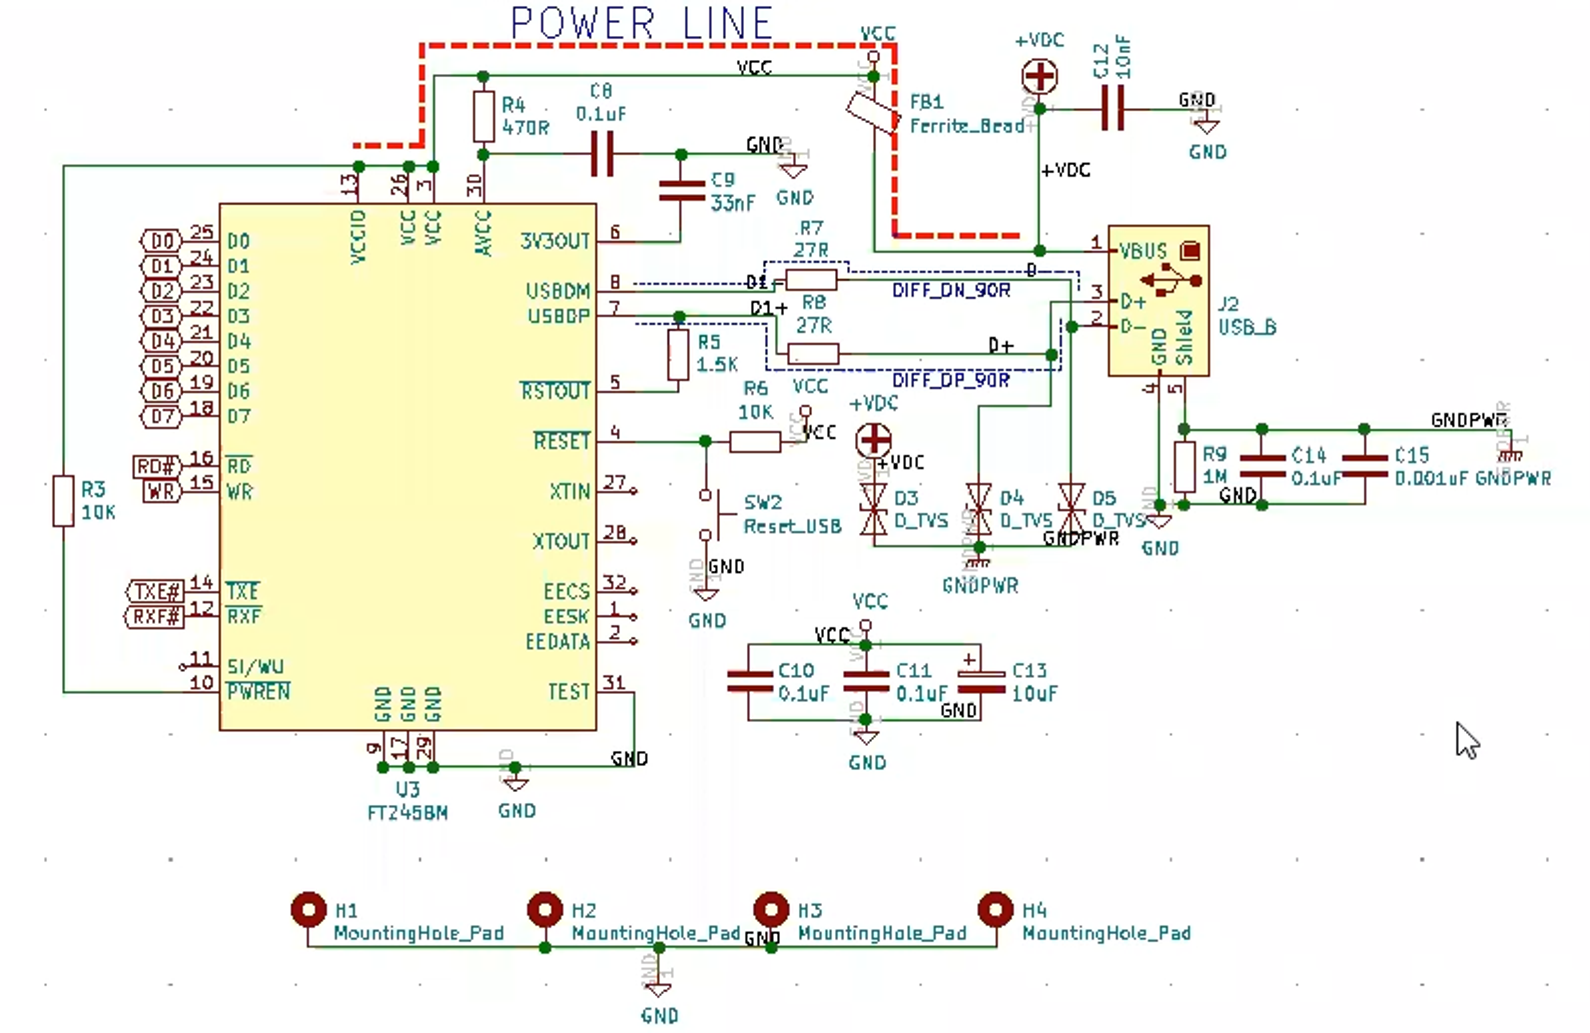 POWER LINE
VCC
+VDC
C12
10nF
VCC
GND
GND
FB1
Ferrite_Bead
+VDC
R4
470R
C8
0.1uF
GND
GND
C9
33nF
13
26
3
30
VCCIO
VCC
VCC
AVCC
25
D0
D0
24
D1
D1
23
D2
D2
22
D3
D3
21
D4
D4
20
D5
D5
19
D6
D6
18
D7
D7
RD#
16
RD
WR
15
WR
R3
10K
TXE#
14
TXE
RXF#
12
RXF
11
SI/WU
10
PWREN
3V3OUT
6
USBDM
8
USBDP
7
RSTOUT
5
RESET
4
XTIN
27
XTOUT
28
EECS
32
EESK
1
EEDATA
2
TEST
31
GND
GND
GND
9
17
29
GND
GND
U3
FT245BM
R7
27R
D1-
D-
DIFF_DN_90R
D1+
R8
27R
D+
DIFF_DP_90R
R5
1.5K
R6
10K
VCC
VCC
SW2
Reset_USB
GND
GND
+VDC
+VDC
D3
D_TVS
D4
D_TVS
D5
D_TVS
GNDPWR
GNDPWR
1
VBUS
3
D+
2
D-
GND
Shield
4
5
J2
USB_B
GNDPWR
R9
1M
C14
0.1uF
C15
0.001uF
GNDPWR
GND
GND
VCC
VCC
C10
0.1uF
C11
0.1uF
C13
10uF
GND
GND
H1
MountingHole_Pad
H2
MountingHole_Pad
GND
H3
MountingHole_Pad
H4
MountingHole_Pad
GND